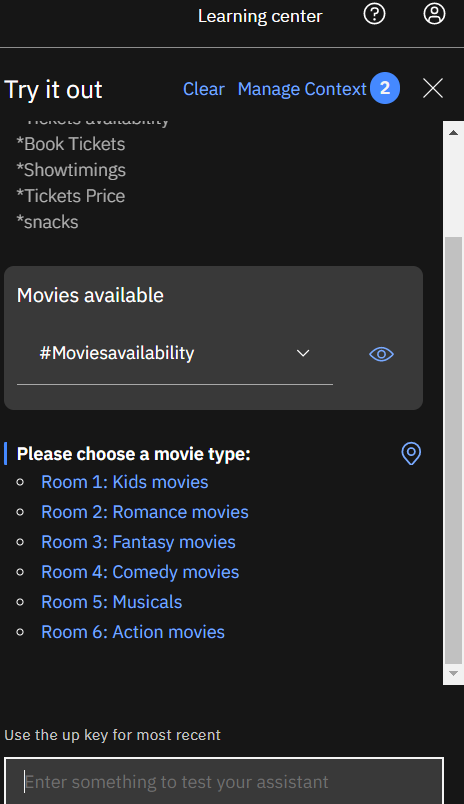 Learning center
Try it out
Clear
Manage Context
2
*Tickets availability
*Book Tickets
*Showtimings
*Tickets Price
*snacks
Movies available
#Moviesavailability
Please choose a movie type:
Room 1: Kids movies
Room 2: Romance movies
Room 3: Fantasy movies
Room 4: Comedy movies
Room 5: Musicals
Room 6: Action movies
Use the up key for most recent
Enter something to test your assistant